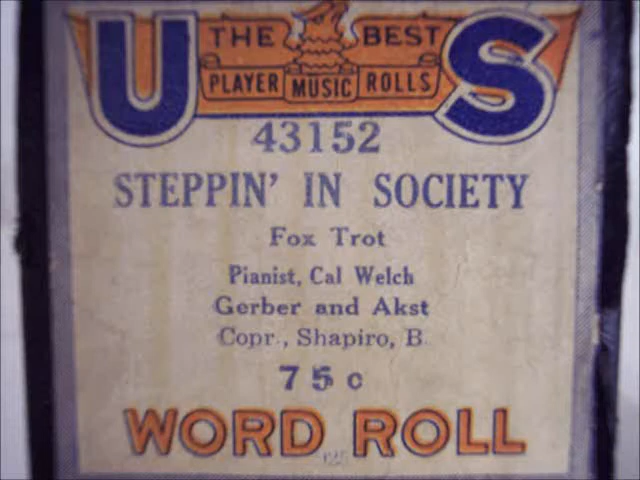 U THE BEST S
PLAYER MUSIC ROLLS
43152
STEPPIN' IN SOCIETY
Fox Trot
Pianist, Cal Welch
Gerber and Akst
Copr., Shapiro, B
75c
WORD ROLL